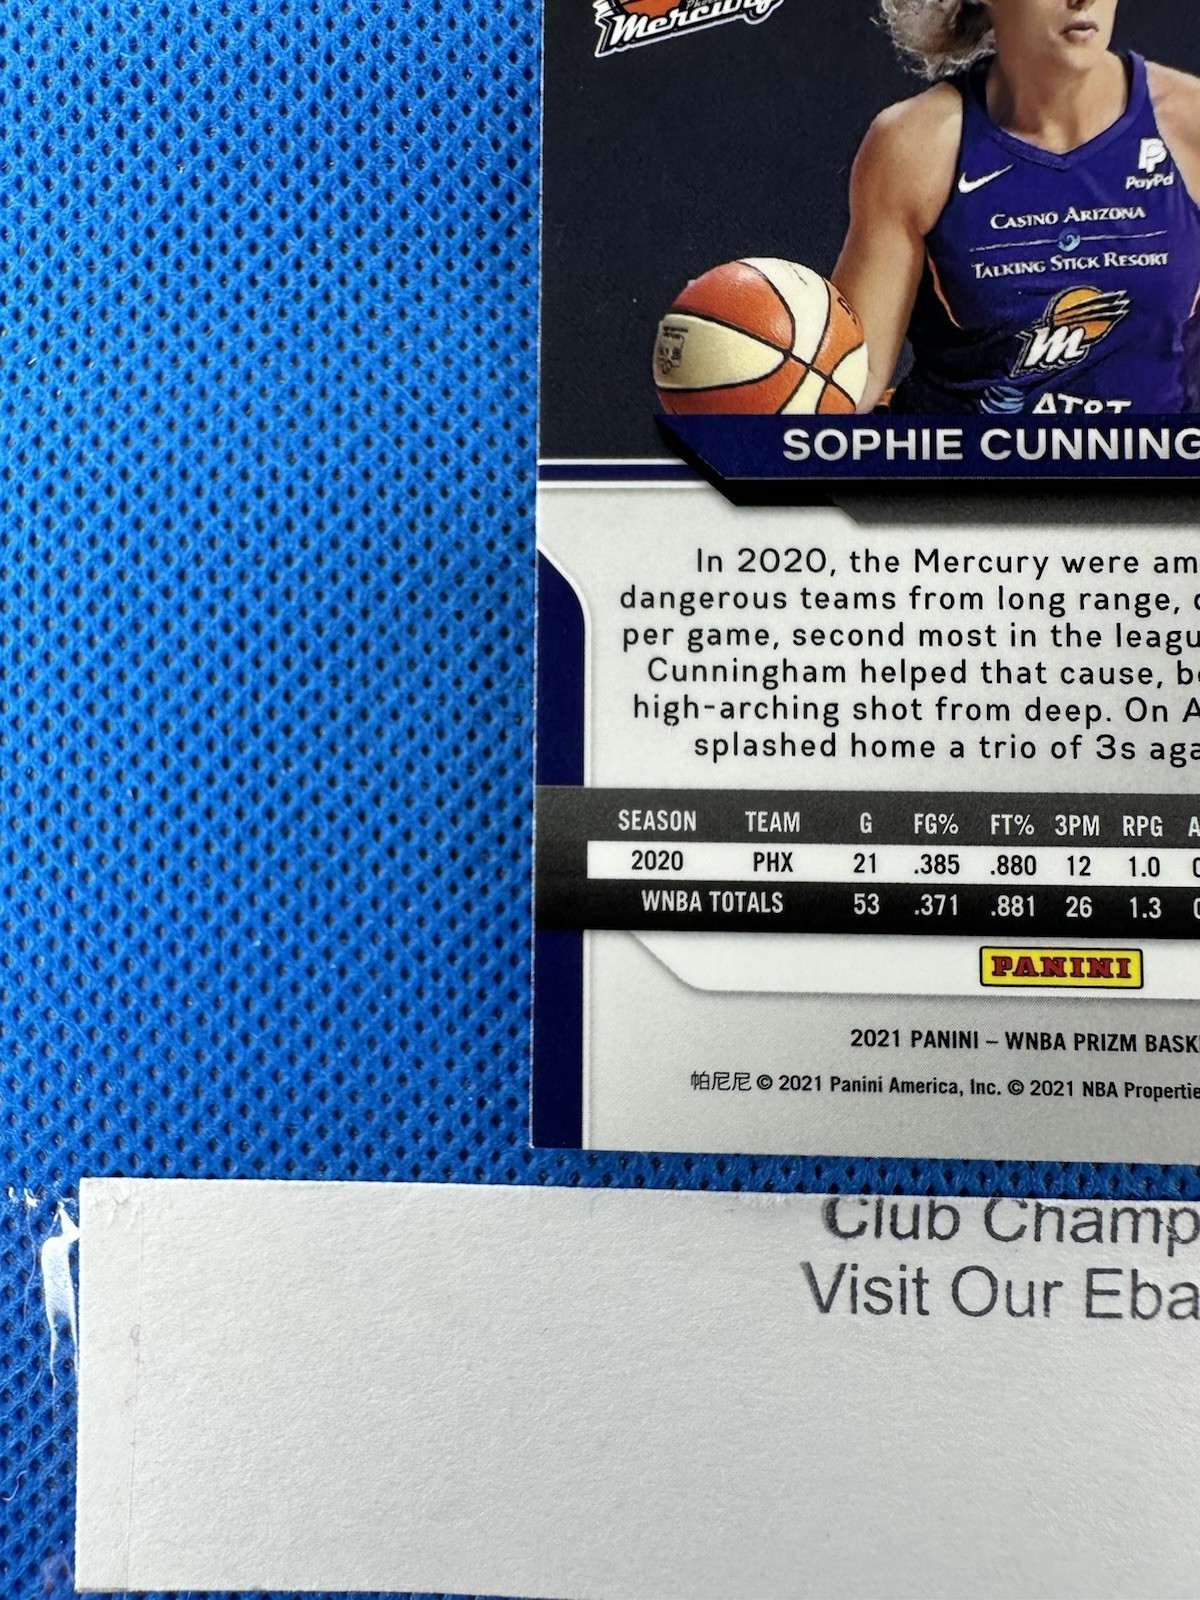 Mercury
PayPal
CASINO ARIZONA
TALKING STICK RESORT
M
AT&T
SOPHIE CUNNING
In 2020, the Mercury were am
dangerous teams from long range,
per game, second most in the leagu
Cunningham helped that cause, b
high-arching shot from deep. On A
splashed home a trio of 3s aga
SEASON TEAM G FG% FT% 3PM RPG A
2020 PHX 21 .385 .880 12 1.0 0
WNBA TOTALS 53 .371 .881 26 1.3 0
PANINI
2021 PANINI – WNBA PRIZM BASK
帕尼尼 © 2021 Panini America, Inc. © 2021 NBA Propertie
Club Champ
Visit Our Eba